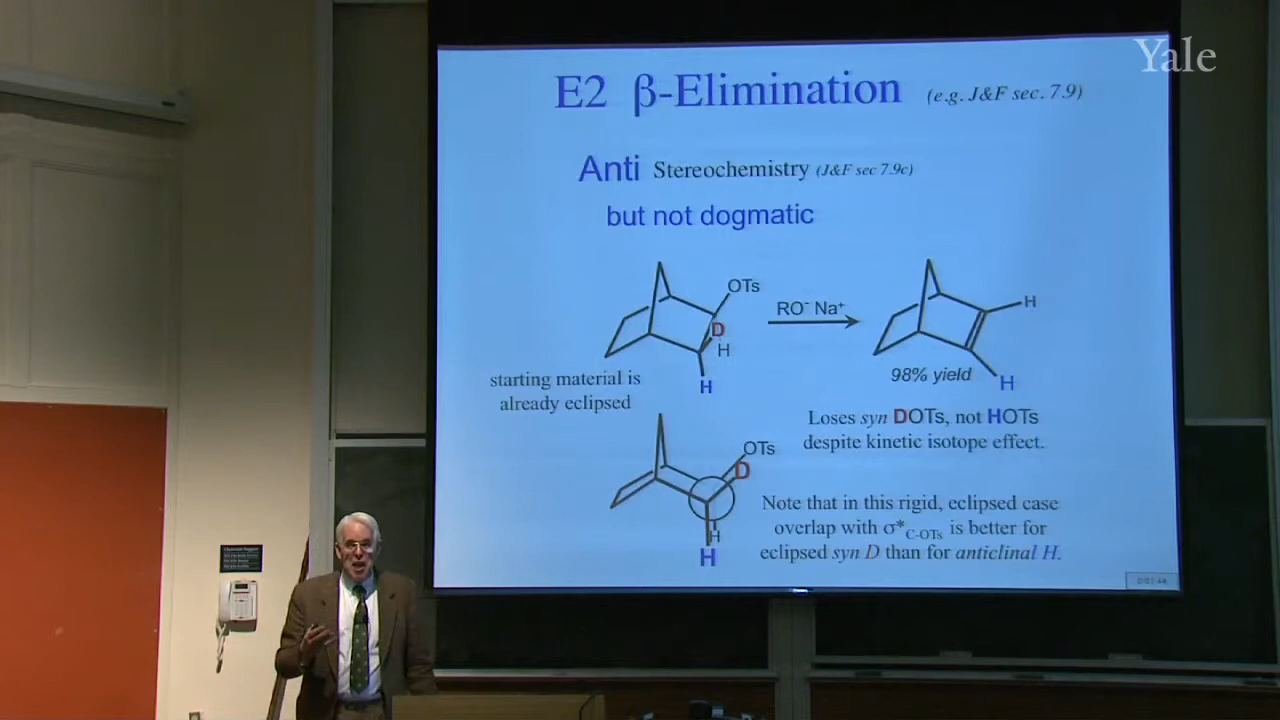 Yale
E2 β-Elimination (e.g. J&F sec. 7.9)
Anti Stereochemistry (J&F sec 7.9c)
but not dogmatic
OTs
D
H
H
RO⁻ Na⁺
H
H
98% yield
starting material is
already eclipsed
Loses syn DOTs, not HOTs
despite kinetic isotope effect.
OTs
D
H
H
Note that in this rigid, eclipsed case
overlap with σ*C-OTs is better for
eclipsed syn D than for anticlinal H.